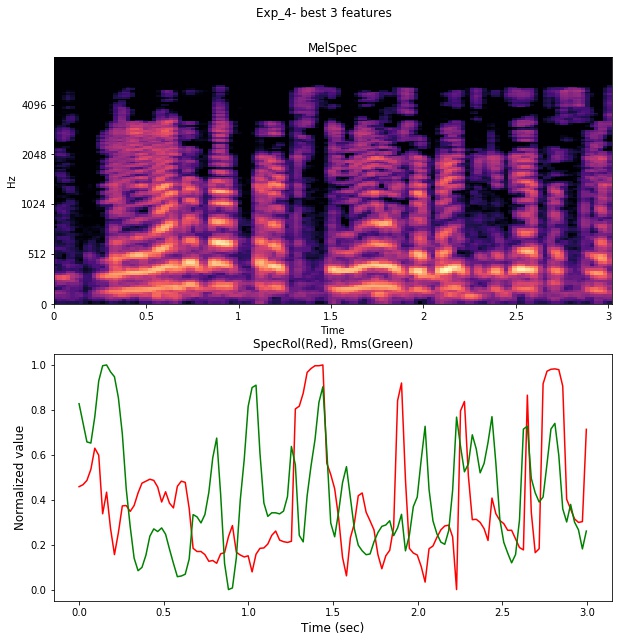 Exp_4- best 3 features
MelSpec
4096
2048
1024
512
0
Hz
0 0.5 1 1.5 2 2.5 3
Time
SpecRol(Red), Rms(Green)
1.0
0.8
0.6
0.4
0.2
0.0
Normalized value
0.0 0.5 1.0 1.5 2.0 2.5 3.0
Time (sec)